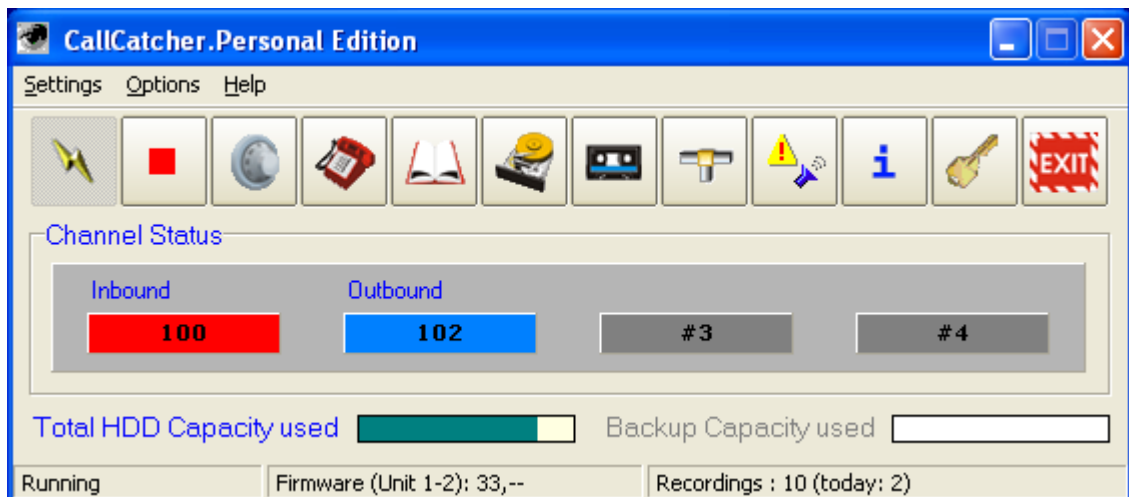 CallCatcher.Personal Edition
Settings Options Help
EXIT
Channel Status
Inbound Outbound
100 102 #3 #4
Total HDD Capacity used Backup Capacity used
Running Firmware (Unit 1-2): 33,-- Recordings : 10 (today: 2)